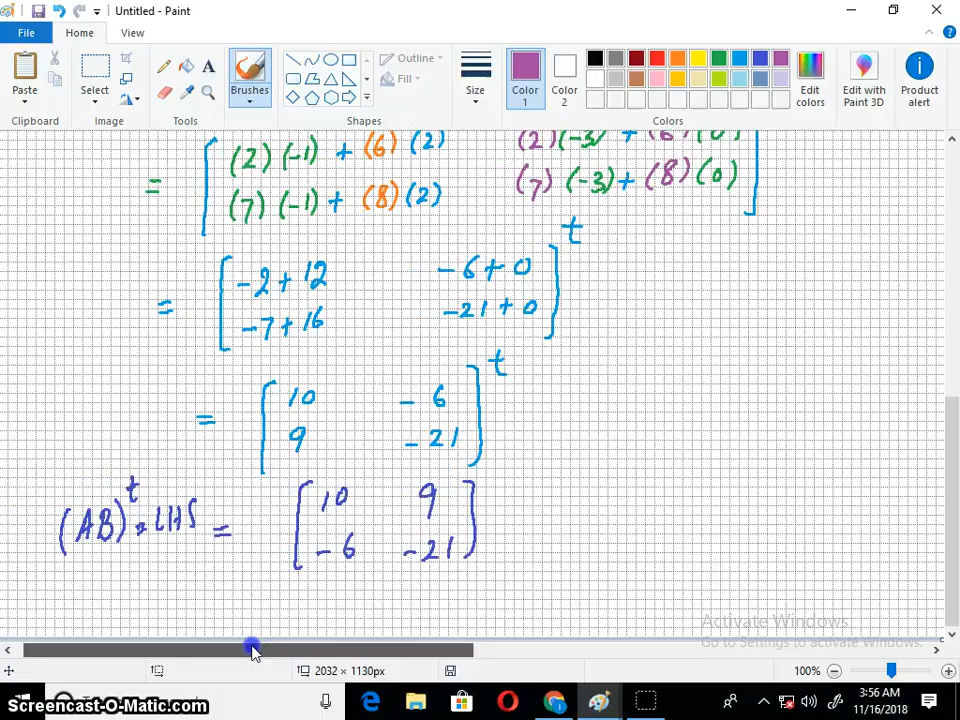 Untitled - Paint
File Home View
Paste Select Brushes Outline Fill Size Color 1 Color 2 Edit colors Edit with Paint 3D Product alert
Clipboard Image Tools Shapes Colors
= [ (2)(-1) + (6)(2) (2)(-3) + (6)(0)
(7)(-1) + (8)(2) (7)(-3) + (8)(0) ]
= [ -2+12 -6+0
-7+16 -21+0 ]^t
= [ 10 -6
9 -21 ]^t
(AB)^t = LHS = [ 10 9
-6 -21 ]
Activate Windows
Go to Settings to activate Windows.
2032 × 1130px 100%
Screencast-O-Matic.com
3:56 AM
11/16/2018